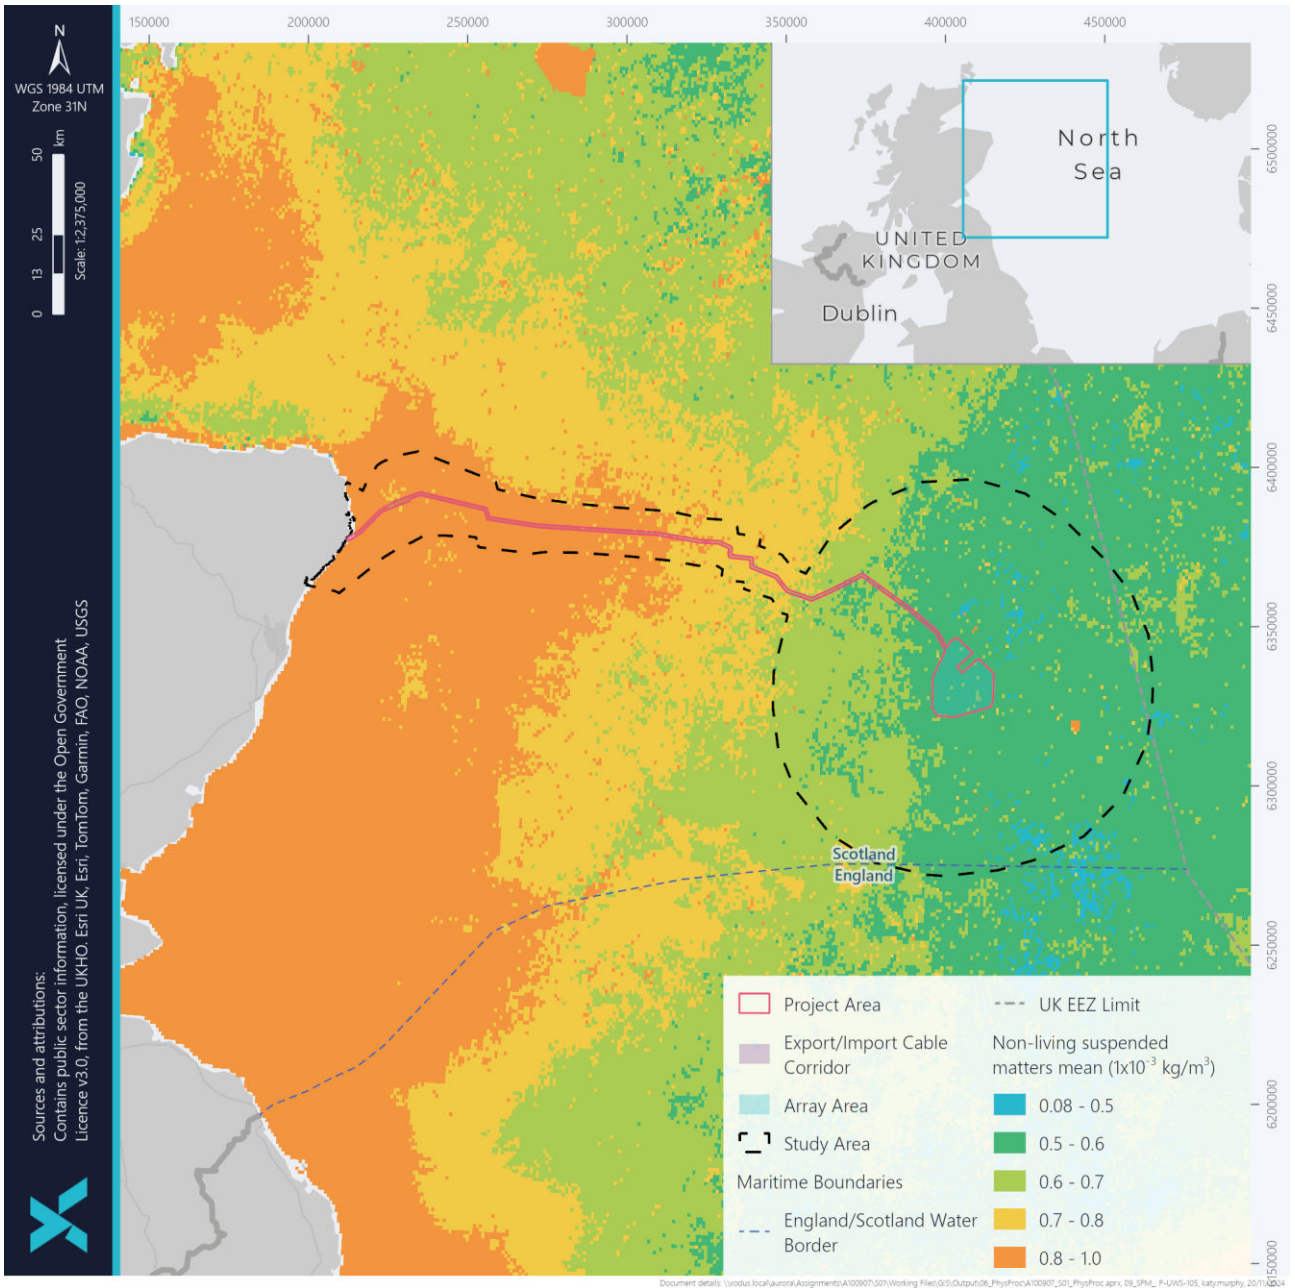 150000
200000
250000
300000
350000
400000
450000
N
WGS 1984 UTM
Zone 31N
50
25
13
0
km
Scale: 1:2,375,000
North
Sea
UNITED
KINGDOM
Dublin
6500000
6450000
6400000
6350000
6300000
6250000
6200000
Scotland
England
Project Area
Export/Import Cable
Corridor
Array Area
Study Area
Maritime Boundaries
England/Scotland Water
Border
UK EEZ Limit
Non-living suspended
matters mean (1x10⁻³ kg/m³)
0.08 - 0.5
0.5 - 0.6
0.6 - 0.7
0.7 - 0.8
0.8 - 1.0
Sources and attributions:
Contains public sector information, licensed under the Open Government
Licence v3.0, from the UKHO. Esri UK, Esri, TomTom, Garmin, FAO, NOAA, USGS